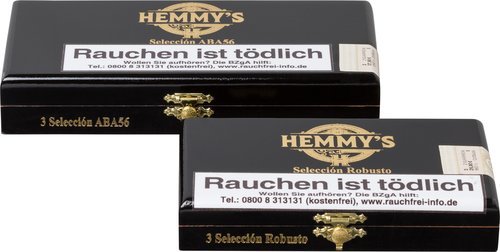 HEMMY'S
Selección ABA56
Rauchen ist tödlich
Wollen Sie aufhören? Die BZgA hilft:
Tel.: 0800 8 313131 (kostenfrei), www.rauchfrei-info.de
3 Selección ABA56
HEMMY'S
Selección Robusto
Rauchen ist tödlich
Wollen Sie aufhören? Die BZgA hilft:
Tel.: 0800 8 313131 (kostenfrei), www.rauchfrei-info.de
3 Selección Robusto